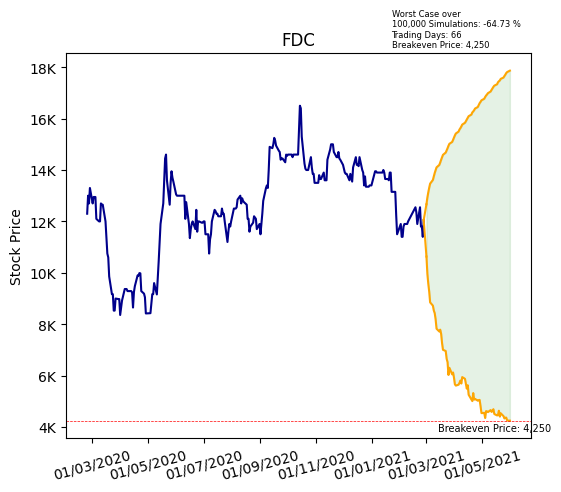 Worst Case over
100,000 Simulations: -64.73 %
Trading Days: 66
Breakeven Price: 4,250
FDC
18K
16K
14K
12K
10K
8K
6K
4K
Stock Price
Breakeven Price: 4,250
01/03/2020
01/05/2020
01/07/2020
01/09/2020
01/11/2020
01/01/2021
01/03/2021
01/05/2021